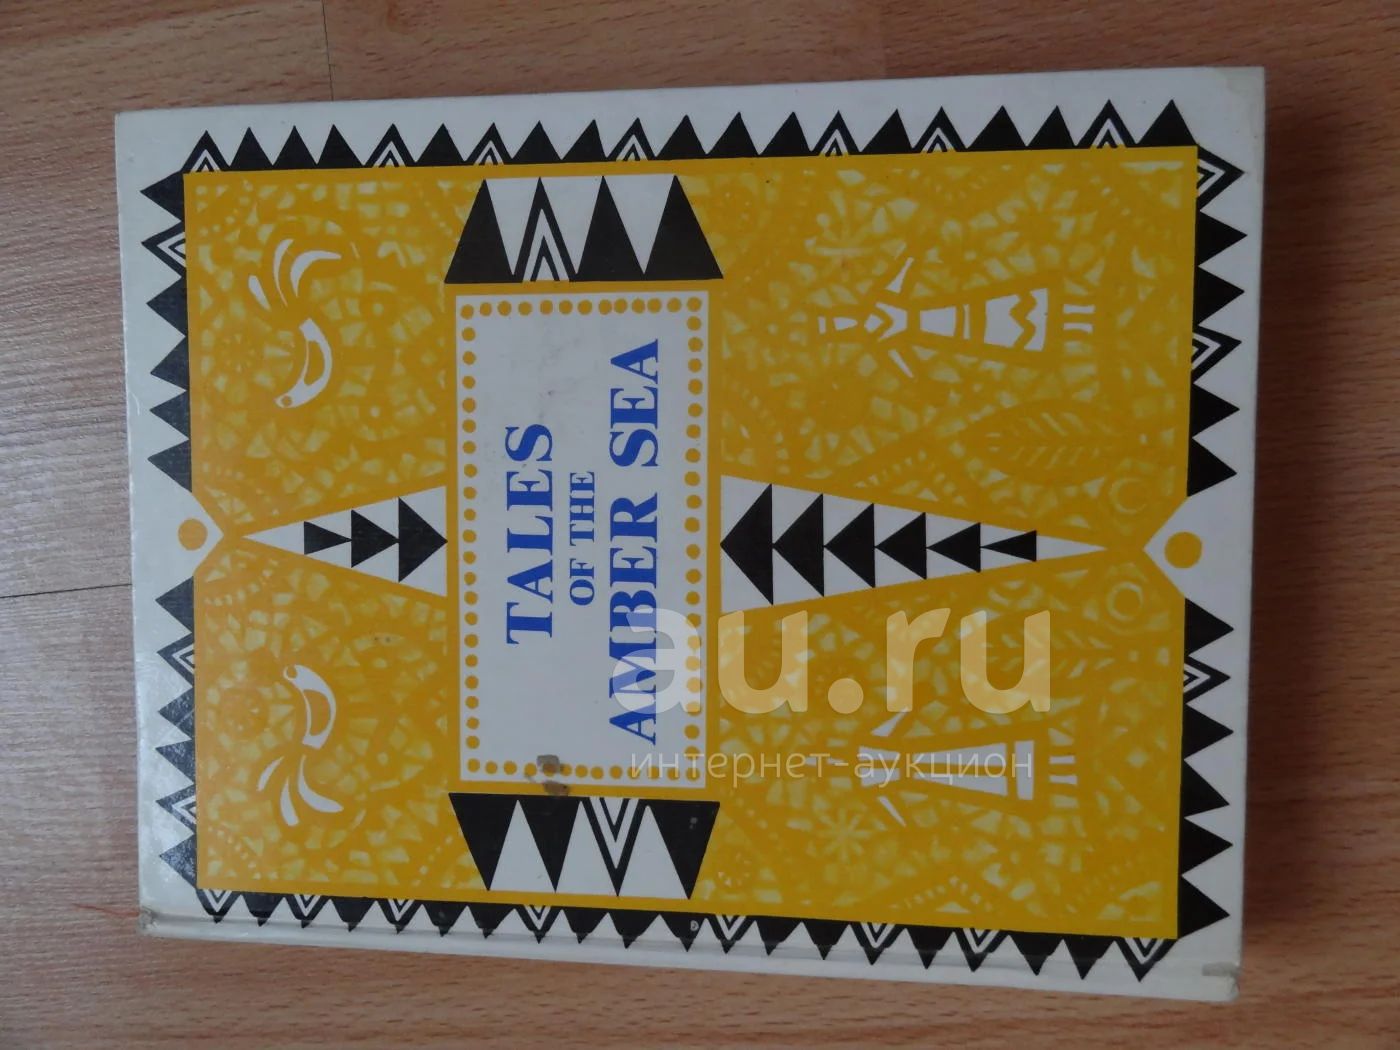 TALES
OF THE
AMBER SEA
au.ru
интернет-аукцион